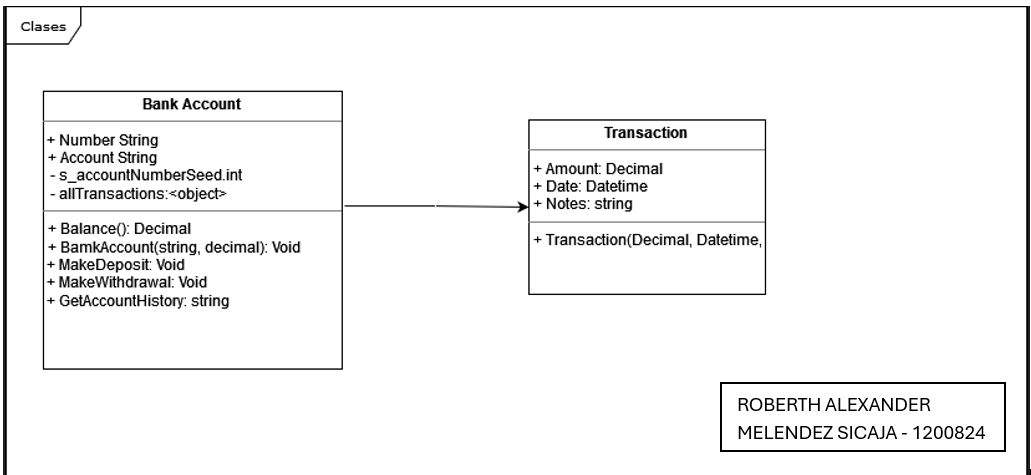 Clases
Bank Account
+ Number String
+ Account String
- s_accountNumberSeed.int
- allTransactions:<object>
+ Balance(): Decimal
+ BamkAccount(string, decimal): Void
+ MakeDeposit: Void
+ MakeWithdrawal: Void
+ GetAccountHistory: string
Transaction
+ Amount: Decimal
+ Date: Datetime
+ Notes: string
+ Transaction(Decimal, Datetime,
ROBERTH ALEXANDER
MELENDEZ SICAJA - 1200824